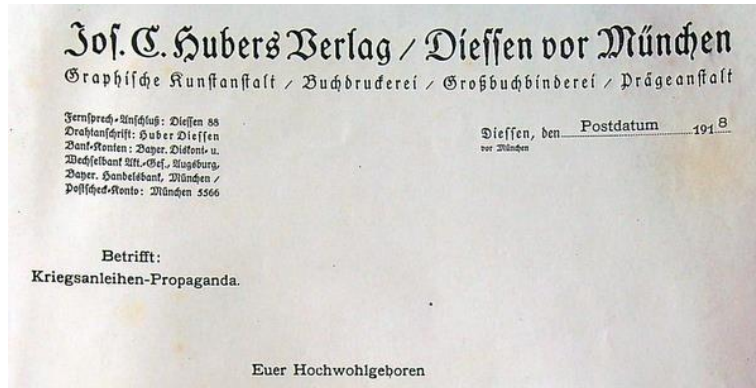 Jos. C. Hubers Verlag / Diessen vor München
Graphische Kunstanstalt / Buchdruckerei / Großbuchbinderei / Prägeanstalt
Fernsprech-Anschluß: Diessen 88
Drahtanschrift: Huber Diessen
Bank-Konten: Bayer. Diskont- u.
Wechselbank Akt.-Ges., Augsburg,
Bayer. Handelsbank, München /
Postscheck-Konto: München 5566
Diessen, den Postdatum 1918
vor München
Betrifft:
Kriegsanleihen-Propaganda.
Euer Hochwohlgeboren